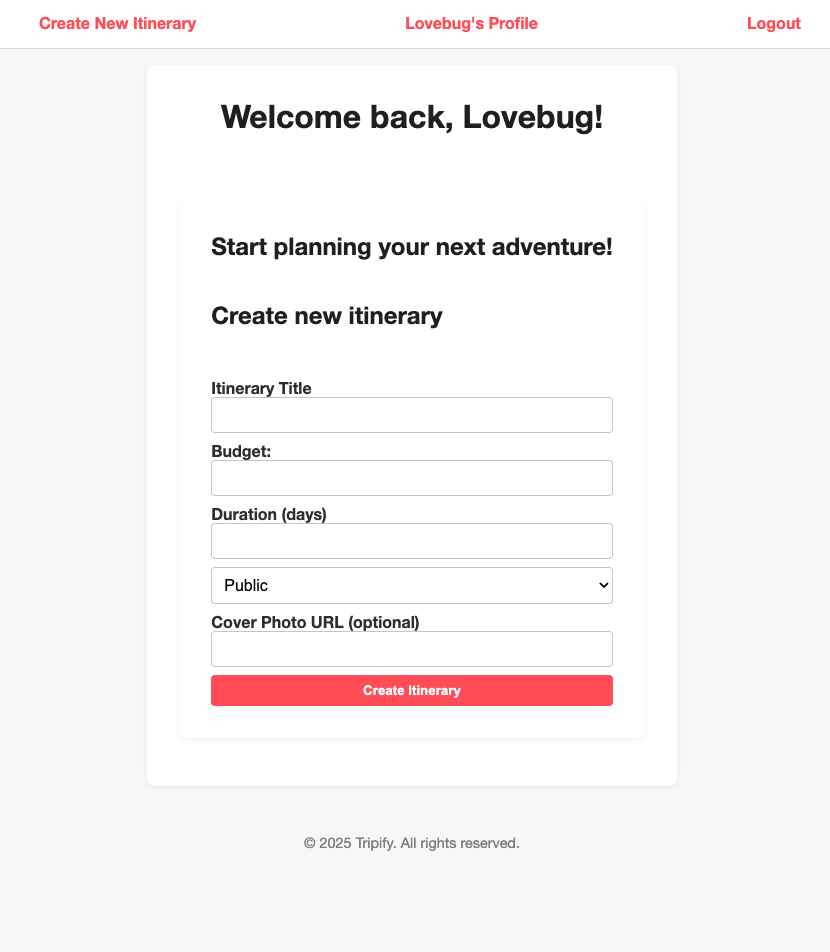 Create New Itinerary
Lovebug's Profile
Logout
Welcome back, Lovebug!
Start planning your next adventure!
Create new itinerary
Itinerary Title
Budget:
Duration (days)
Public
Cover Photo URL (optional)
Create Itinerary
© 2025 Tripify. All rights reserved.